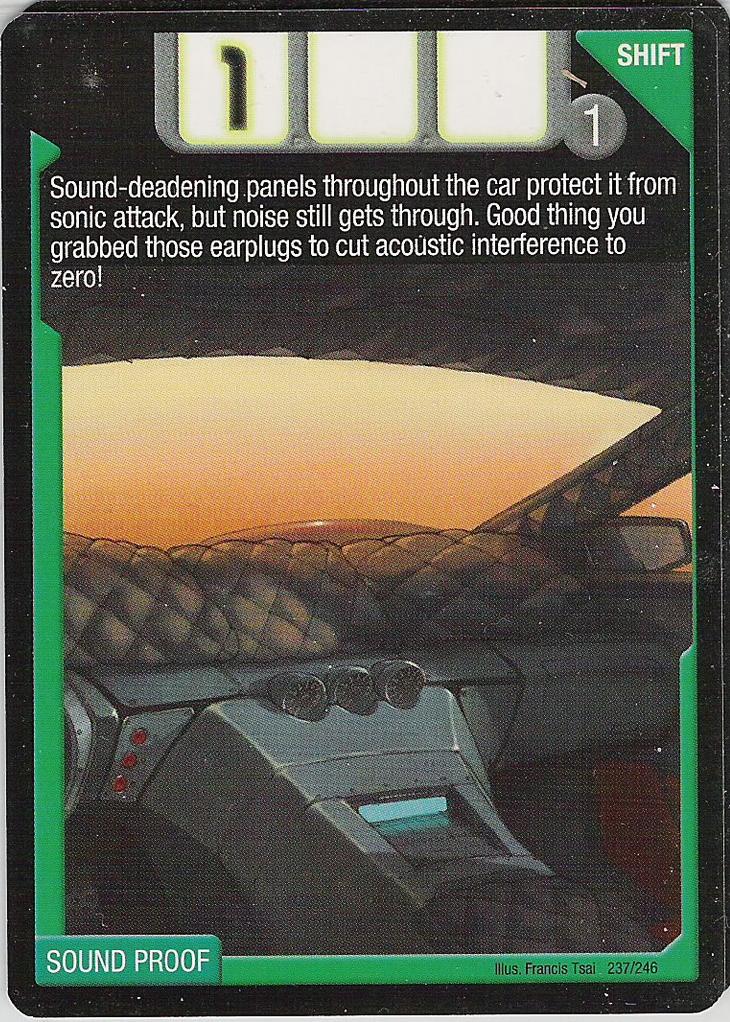 1
SHIFT
1
Sound-deadening panels throughout the car protect it from
sonic attack, but noise still gets through. Good thing you
grabbed those earplugs to cut acoustic interference to
zero!
SOUND PROOF
Illus. Francis Tsai 237/246